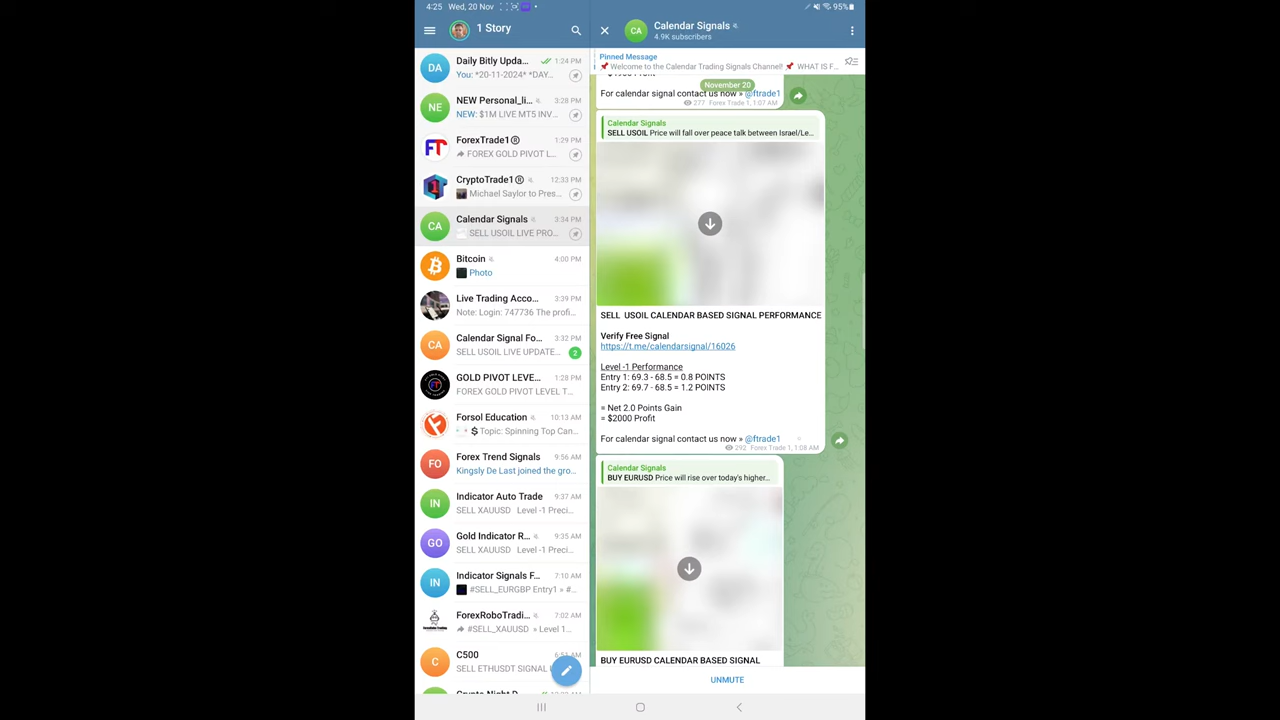 4:25 Wed, 20 Nov
95%
1 Story
Daily Bitly Upda... 1:24 PM
You: *20-11-2024* *DAY...
NEW Personal_li... 3:28 PM
NEW: $1M LIVE MT5 INV...
ForexTrade1® 1:29 PM
FOREX GOLD PIVOT L...
CryptoTrade1® 12:33 PM
Michael Saylor to Pres...
CA Calendar Signals 3:34 PM
SELL USOIL LIVE PRO...
Bitcoin 4:00 PM
Photo
Live Trading Acco... 3:39 PM
Note: Login: 747736 The profi...
CA Calendar Signal Fo... 3:32 PM
SELL USOIL LIVE UPDATE... 2
GOLD PIVOT LEVE... 1:28 PM
FOREX GOLD PIVOT LEVEL T...
Forsol Education 10:13 AM
Topic: Spinning Top Can...
FO Forex Trend Signals 9:56 AM
Kingsly De Last joined the gro...
IN Indicator Auto Trade 9:37 AM
SELL XAUUSD Level -1 Preci...
GO Gold Indicator R... 9:35 AM
SELL XAUUSD Level -1 Preci...
IN Indicator Signals F... 7:10 AM
#SELL_EURGBP Entry1 » #...
ForexRoboTradi... 7:02 AM
#SELL_XAUUSD » Level 1...
C C500
SELL ETHUSDT SIGNAL
CA Calendar Signals
4.9K subscribers
Pinned Message
Welcome to the Calendar Trading Signals Channel! 📌 WHAT IS F...
November 20
For calendar signal contact us now » @ftrade1
277 Forex Trade 1, 1:07 AM
Calendar Signals
SELL USOIL Price will fall over peace talk between Israel/Le...
SELL USOIL CALENDAR BASED SIGNAL PERFORMANCE
Verify Free Signal
https://t.me/calendarsignal/16026
Level -1 Performance
Entry 1: 69.3 - 68.5 = 0.8 POINTS
Entry 2: 69.7 - 68.5 = 1.2 POINTS
= Net 2.0 Points Gain
= $2000 Profit
For calendar signal contact us now » @ftrade1
292 Forex Trade 1, 1:08 AM
Calendar Signals
BUY EURUSD Price will rise over today's higher...
BUY EURUSD CALENDAR BASED SIGNAL
UNMUTE